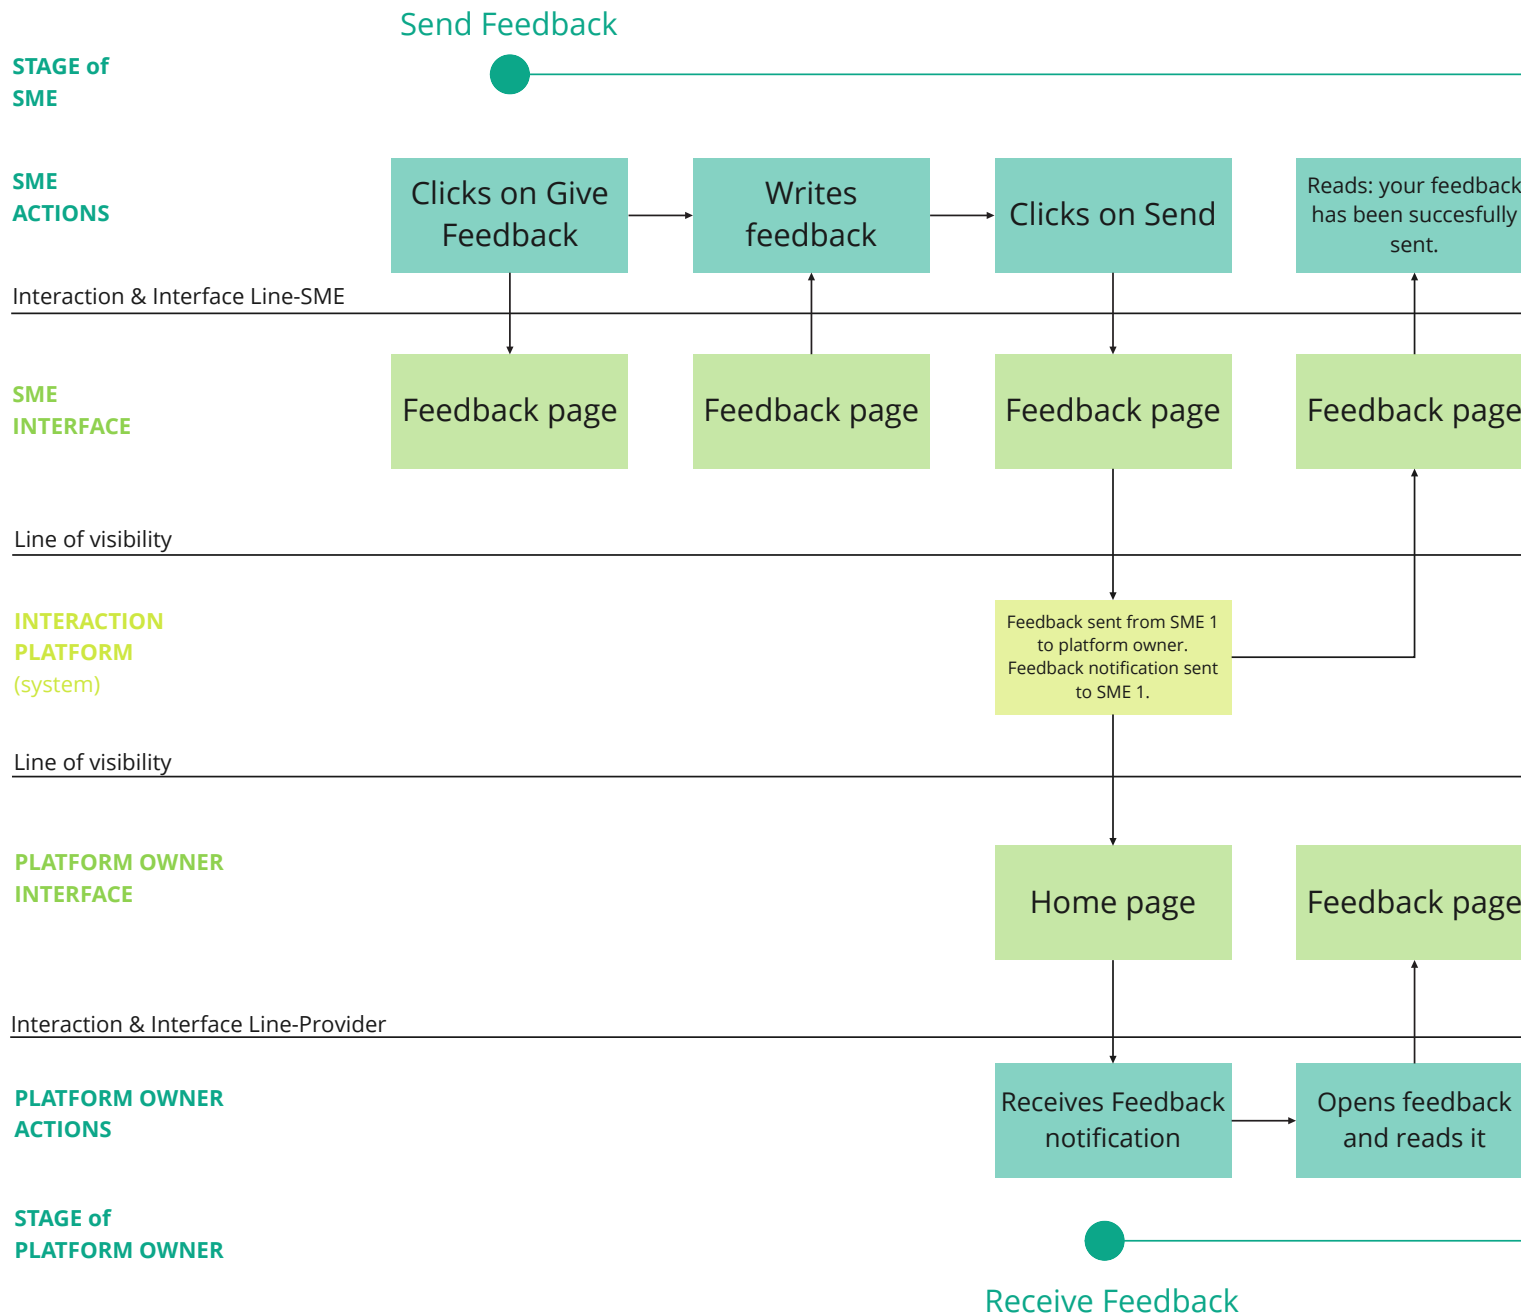 Send Feedback
STAGE of
SME
SME
ACTIONS
Clicks on Give
Feedback
Writes
feedback
Clicks on Send
Reads: your feedback
has been succesfully
sent.
Interaction & Interface Line-SME
SME
INTERFACE
Feedback page
Feedback page
Feedback page
Feedback page
Line of visibility
INTERACTION
PLATFORM
(system)
Feedback sent from SME 1
to platform owner.
Feedback notification sent
to SME 1.
Line of visibility
PLATFORM OWNER
INTERFACE
Home page
Feedback page
Interaction & Interface Line-Provider
PLATFORM OWNER
ACTIONS
Receives Feedback
notification
Opens feedback
and reads it
STAGE of
PLATFORM OWNER
Receive Feedback